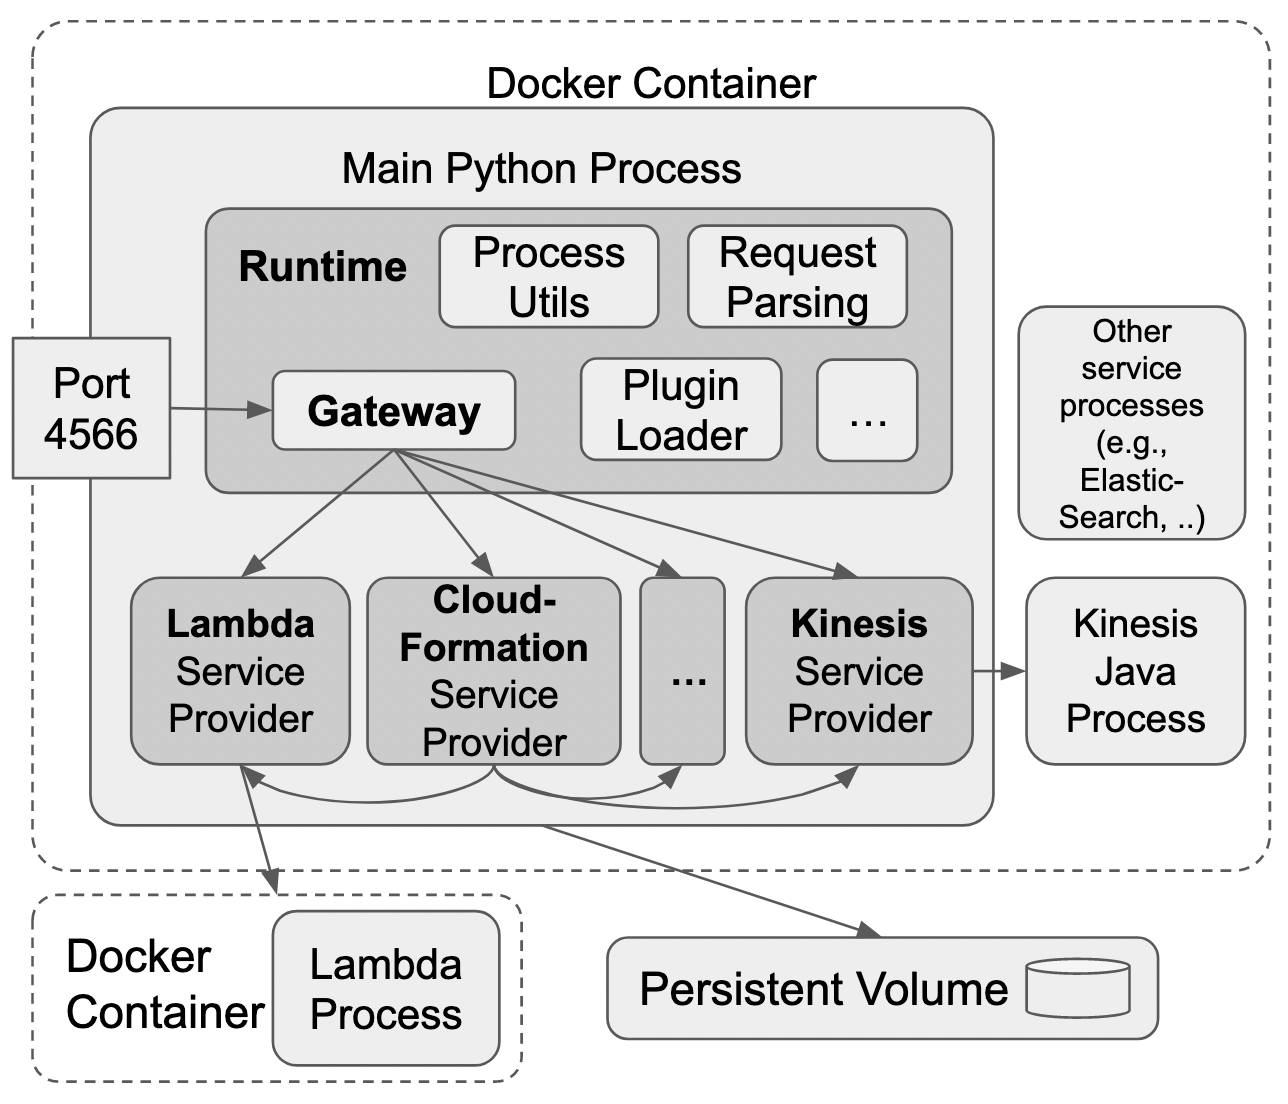 Docker Container
Main Python Process
Runtime
Process
Utils
Request
Parsing
Port
4566
Gateway
Plugin
Loader
...
Other
service
processes
(e.g.,
Elastic-
Search, ..)
Lambda
Service
Provider
Cloud-
Formation
Service
Provider
...
Kinesis
Service
Provider
Kinesis
Java
Process
Docker
Container
Lambda
Process
Persistent Volume